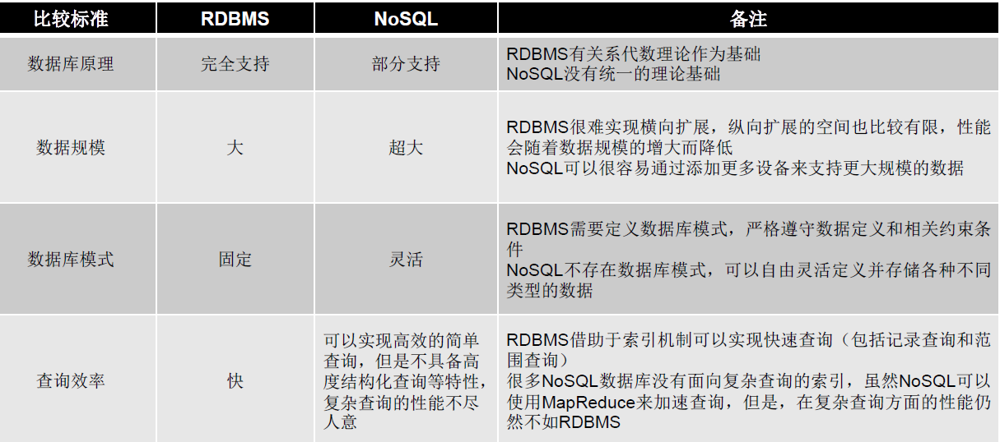 比较标准 RDBMS NoSQL 备注
数据库原理 完全支持 部分支持 RDBMS有关系代数理论作为基础
NoSQL没有统一的理论基础
数据规模 大 超大 RDBMS很难实现横向扩展，纵向扩展的空间也比较有限，性能
会随着数据规模的增大而降低
NoSQL可以很容易通过添加更多设备来支持更大规模的数据
数据库模式 固定 灵活 RDBMS需要定义数据库模式，严格遵守数据定义和相关约束条
件
NoSQL不存在数据库模式，可以自由灵活定义并存储各种不同
类型的数据
查询效率 快
可以实现高效的简单
查询，但是不具备高
度结构化查询等特性，
复杂查询的性能不尽
人意
RDBMS借助于索引机制可以实现快速查询（包括记录查询和范
围查询）
很多NoSQL数据库没有面向复杂查询的索引，虽然NoSQL可以
使用MapReduce来加速查询，但是，在复杂查询方面的性能仍
然不如RDBMS